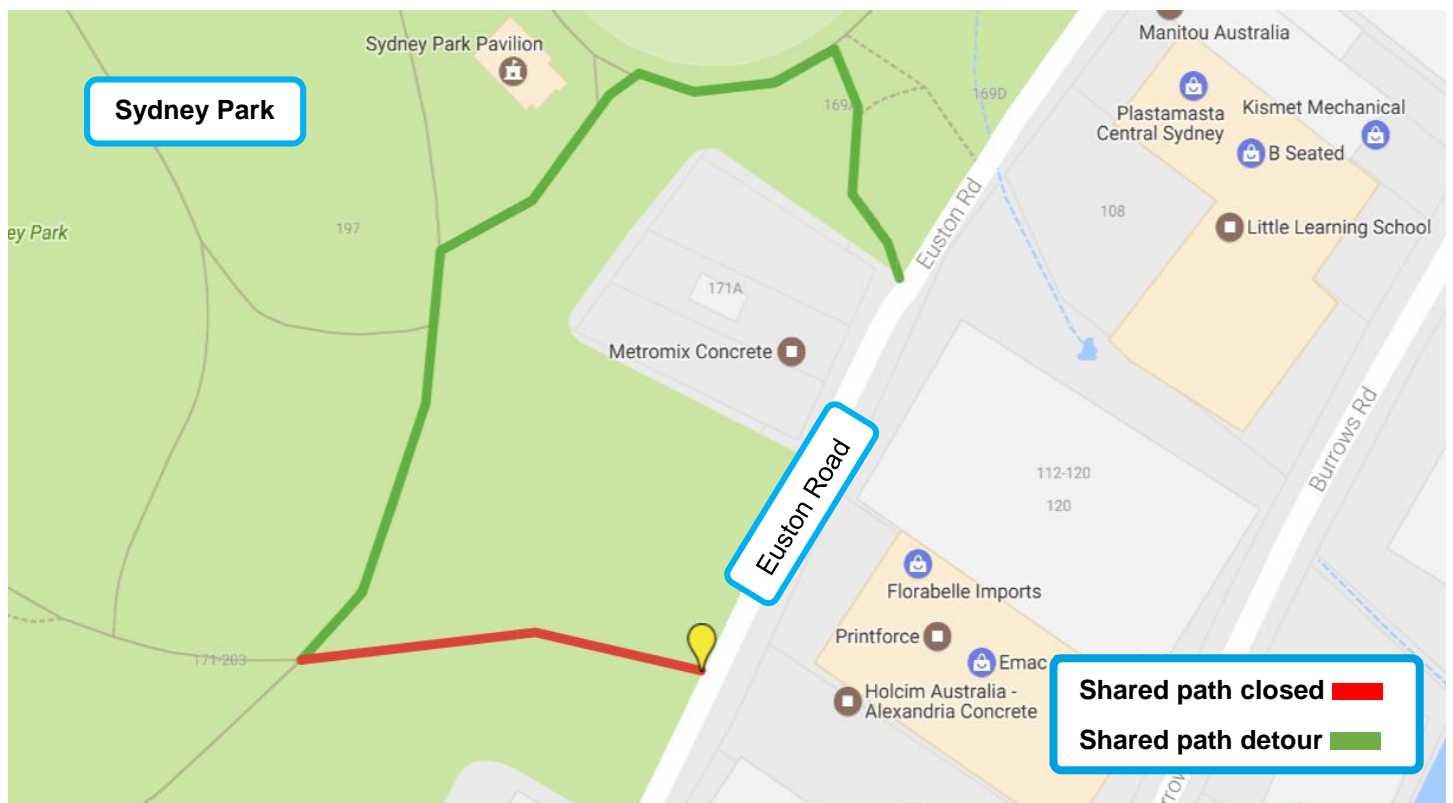 Manitou Australia
Sydney Park Pavilion
Sydney Park
169A
169D
Plastamasta
Central Sydney
Kismet Mechanical
B Seated
197
ey Park
108
Euston Rd
Little Learning School
171A
Metromix Concrete
Burrows Rd
Euston Road
112-120
120
Florabelle Imports
Printforce
171-203
Emac
Holcim Australia -
Alexandria Concrete
Shared path closed
Shared path detour
Burrow